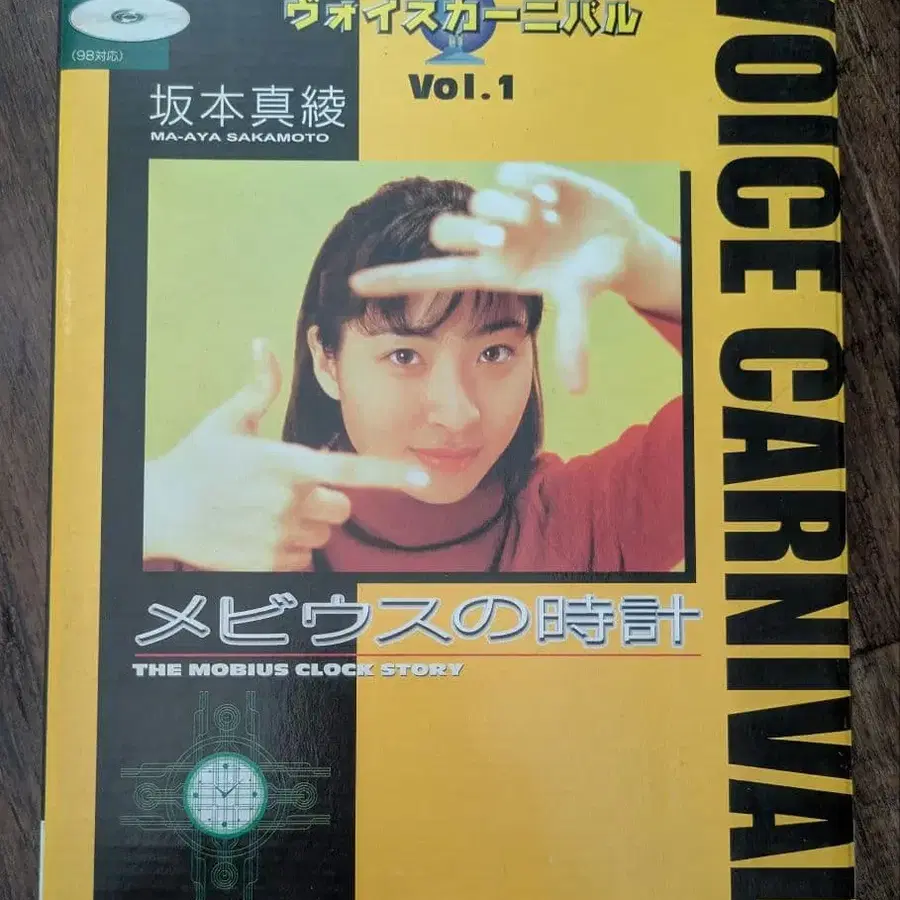 (98対応)
ヴォイスカーニバル
Vol.1
坂本真綾
MA-AYA SAKAMOTO
VOICE CARNIVAL
メビウスの時計
THE MOBIUS CLOCK STORY